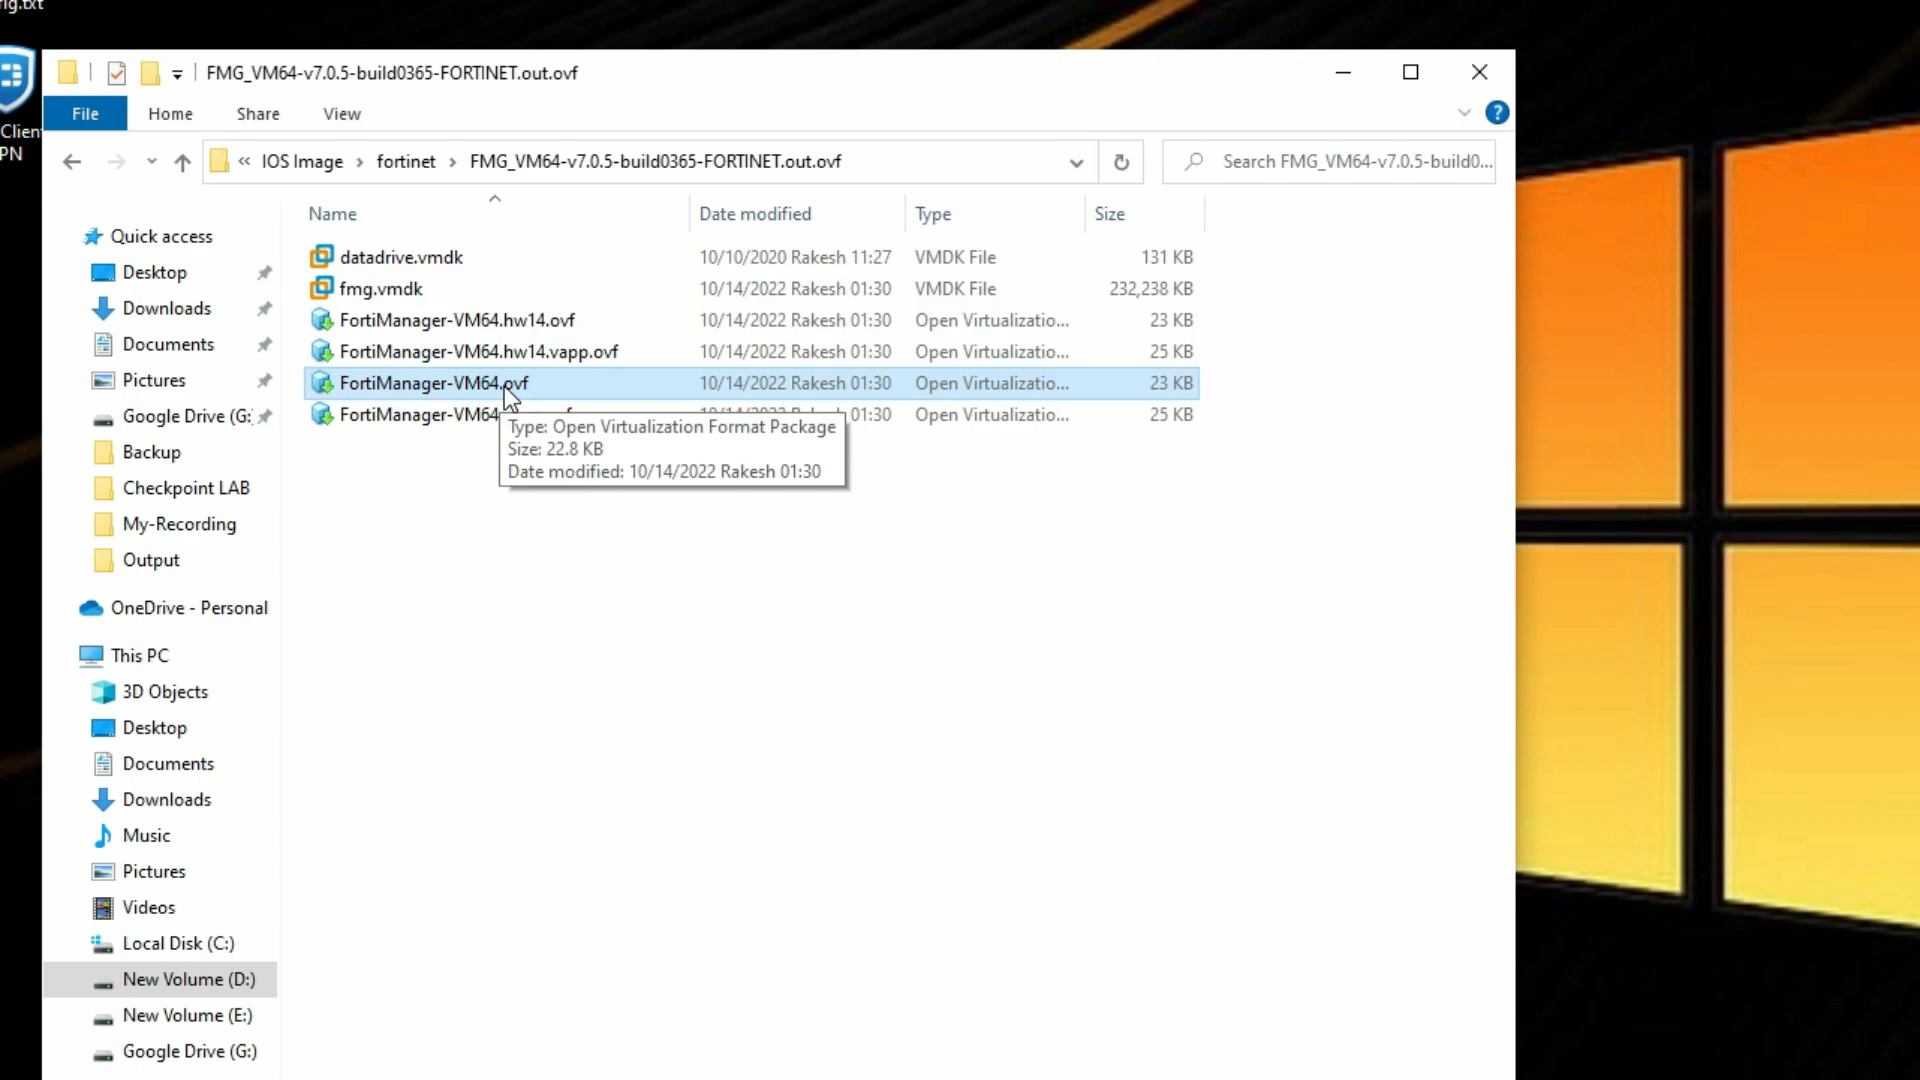 fig.txt
Clien
PN
FMG_VM64-v7.0.5-build0365-FORTINET.out.ovf
File Home Share View
« IOS Image > fortinet > FMG_VM64-v7.0.5-build0365-FORTINET.out.ovf
Search FMG_VM64-v7.0.5-build0...
Name Date modified Type Size
datadrive.vmdk 10/10/2020 Rakesh 11:27 VMDK File 131 KB
fmg.vmdk 10/14/2022 Rakesh 01:30 VMDK File 232,238 KB
FortiManager-VM64.hw14.ovf 10/14/2022 Rakesh 01:30 Open Virtualizatio... 23 KB
FortiManager-VM64.hw14.vapp.ovf 10/14/2022 Rakesh 01:30 Open Virtualizatio... 25 KB
FortiManager-VM64.ovf 10/14/2022 Rakesh 01:30 Open Virtualizatio... 23 KB
FortiManager-VM64 01:30 Open Virtualizatio... 25 KB
Type: Open Virtualization Format Package
Size: 22.8 KB
Date modified: 10/14/2022 Rakesh 01:30
Quick access
Desktop
Downloads
Documents
Pictures
Google Drive (G:
Backup
Checkpoint LAB
My-Recording
Output
OneDrive - Personal
This PC
3D Objects
Desktop
Documents
Downloads
Music
Pictures
Videos
Local Disk (C:)
New Volume (D:)
New Volume (E:)
Google Drive (G:)